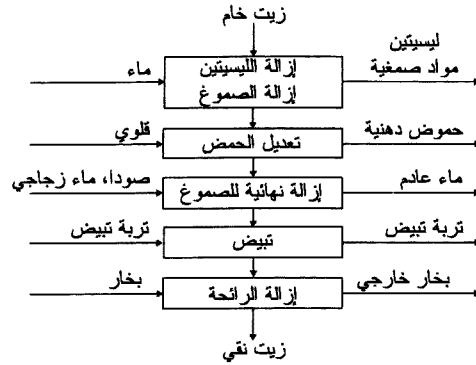 زيت خام
ليسيتين
مواد صمغية
ماء
إزالة الليسيتين
إزالة الصموغ
حموض دهنية
قلوي
تعديل الحمض
ماء عادم
صودا، ماء زجاجي
إزالة نهائية للصموغ
تربة تبيض
تبيض
تربة تبيض
بخار خارجي
بخار
إزالة الرائحة
زيت نقي